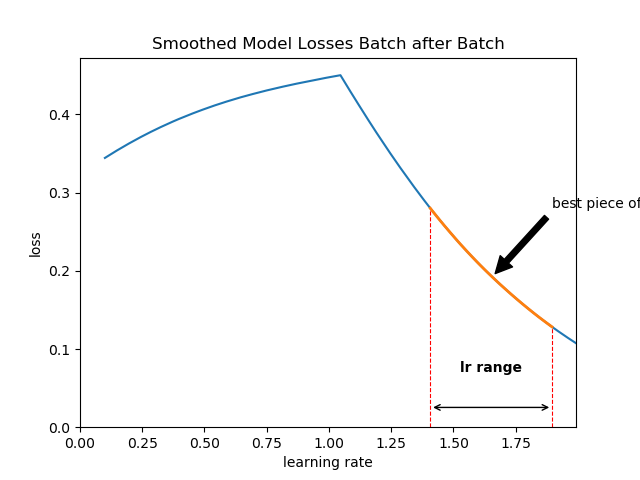 Smoothed Model Losses Batch after Batch
0.4
0.3
0.2
0.1
0.0
loss
best piece of
lr range
0.00 0.25 0.50 0.75 1.00 1.25 1.50 1.75
learning rate